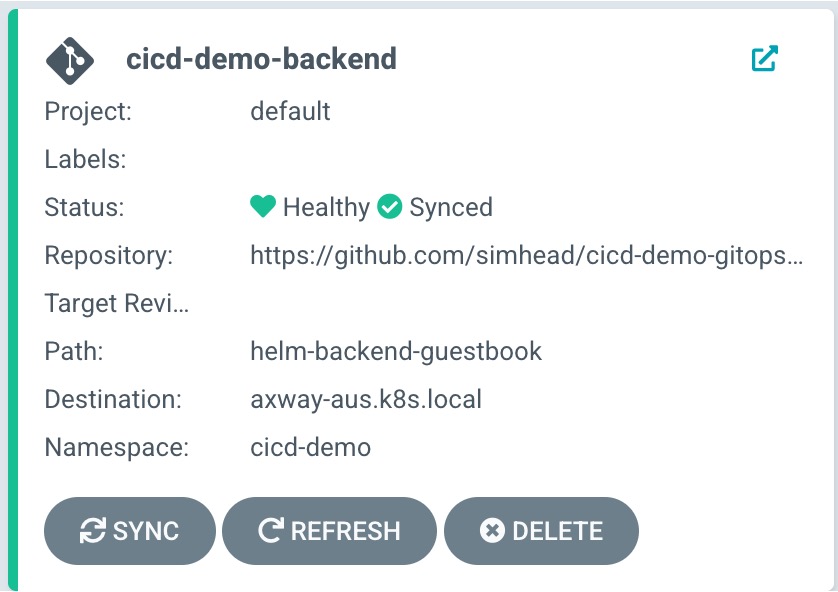 cicd-demo-backend
Project: default
Labels:
Status: Healthy Synced
Repository: https://github.com/simhead/cicd-demo-gitops...
Target Revi...
Path: helm-backend-guestbook
Destination: axway-aus.k8s.local
Namespace: cicd-demo
SYNC REFRESH DELETE